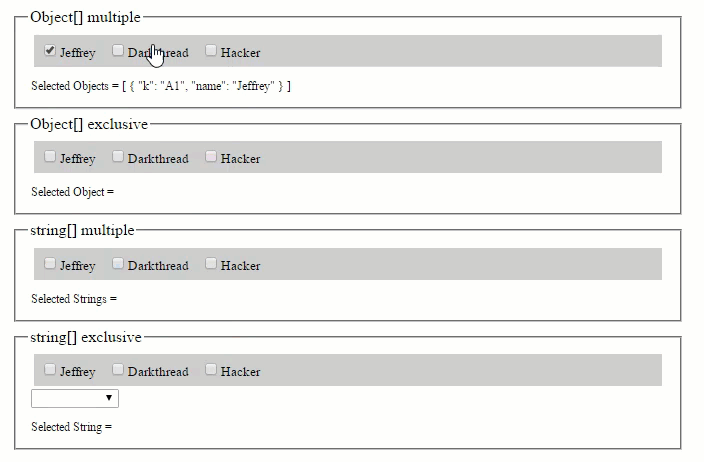 Object[] multiple
Jeffrey Darkthread Hacker
Selected Objects = [ { "k": "A1", "name": "Jeffrey" } ]
Object[] exclusive
Jeffrey Darkthread Hacker
Selected Object =
string[] multiple
Jeffrey Darkthread Hacker
Selected Strings =
string[] exclusive
Jeffrey Darkthread Hacker
Selected String =